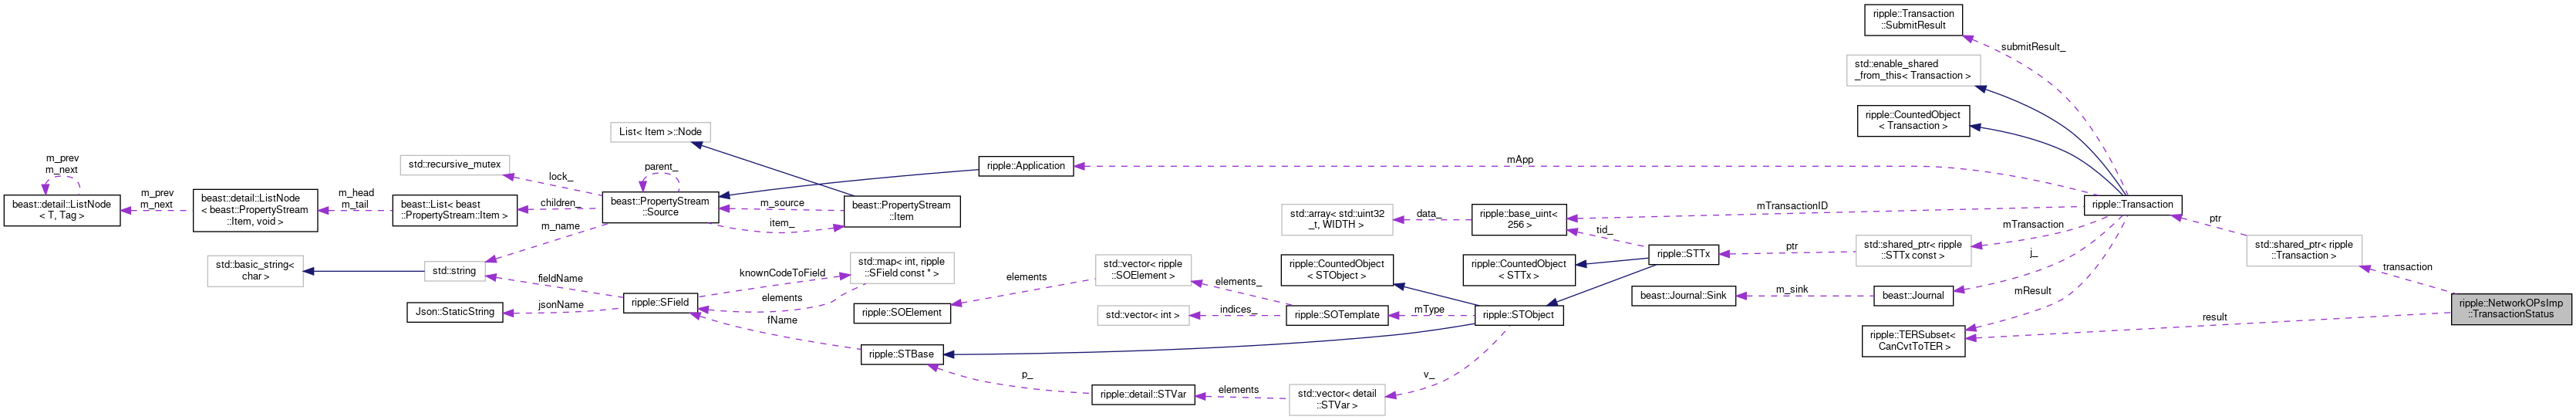 ripple::Transaction
::SubmitResult
submitResult_
std::enable_shared
_from_this< Transaction >
ripple::CountedObject
< Transaction >
List< Item >::Node
m_prev
m_next
std::recursive_mutex
parent_
ripple::Application
mApp
lock_
beast::detail::ListNode
< T, Tag >
m_prev
m_next
beast::detail::ListNode
< beast::PropertyStream
::Item, void >
m_head
m_tail
beast::List< beast
::PropertyStream::Item >
children_
beast::PropertyStream
::Source
m_source
item_
beast::PropertyStream
::Item
std::array< std::uint32
_t, WIDTH >
data_
ripple::base_uint<
256 >
mTransactionID
ripple::Transaction
tid_
m_name
mTransaction
ptr
std::basic_string<
char >
std::string
fieldName
knownCodeToField
elements
std::map< int, ripple
::SField const * >
elements
std::vector< ripple
::SOElement >
elements_
ripple::CountedObject
< STObject >
ripple::CountedObject
< STTx >
ripple::STTx
ptr
std::shared_ptr< ripple
::STTx const >
j_
std::shared_ptr< ripple
::Transaction >
transaction
Json::StaticString
jsonName
ripple::SField
fName
ripple::SOElement
std::vector< int >
indices_
ripple::SOTemplate
mType
ripple::STObject
beast::Journal::Sink
m_sink
beast::Journal
mResult
ripple::NetworkOPsImp
::TransactionStatus
result
ripple::TERSubset<
CanCvtToTER >
ripple::STBase
p_
ripple::detail::STVar
elements
std::vector< detail
::STVar >
v_